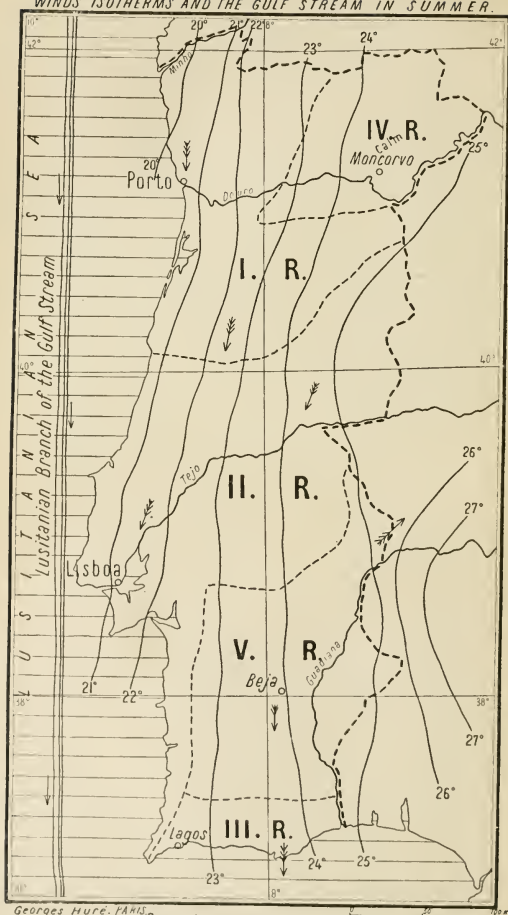 WINDS ISOTHERMS AND THE GULF STREAM IN SUMMER.
20° 21° 22° 8°
42° 23° 24° 42°
Minho
IV. R.
Moncorvo
25°
20°
Porto
Douro
I. R.
LUSITANIAN SEA
Lusitanian Branch of the Gulf Stream
40° 40°
Tejo
26°
II. R.
27°
Lisboa
V. R.
Guadiana
Beja
21° 22°
38° 38°
27°
26°
III. R.
Lagos
23° 24° 25°
8°
Georges Huré, PARIS.